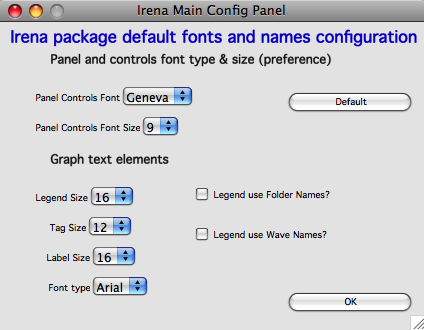 Irena Main Config Panel
Irena package default fonts and names configuration
Panel and controls font type & size (preference)
Panel Controls Font Geneva
Default
Panel Controls Font Size 9
Graph text elements
Legend Size 16
Legend use Folder Names?
Tag Size 12
Legend use Wave Names?
Label Size 16
Font type Arial
OK